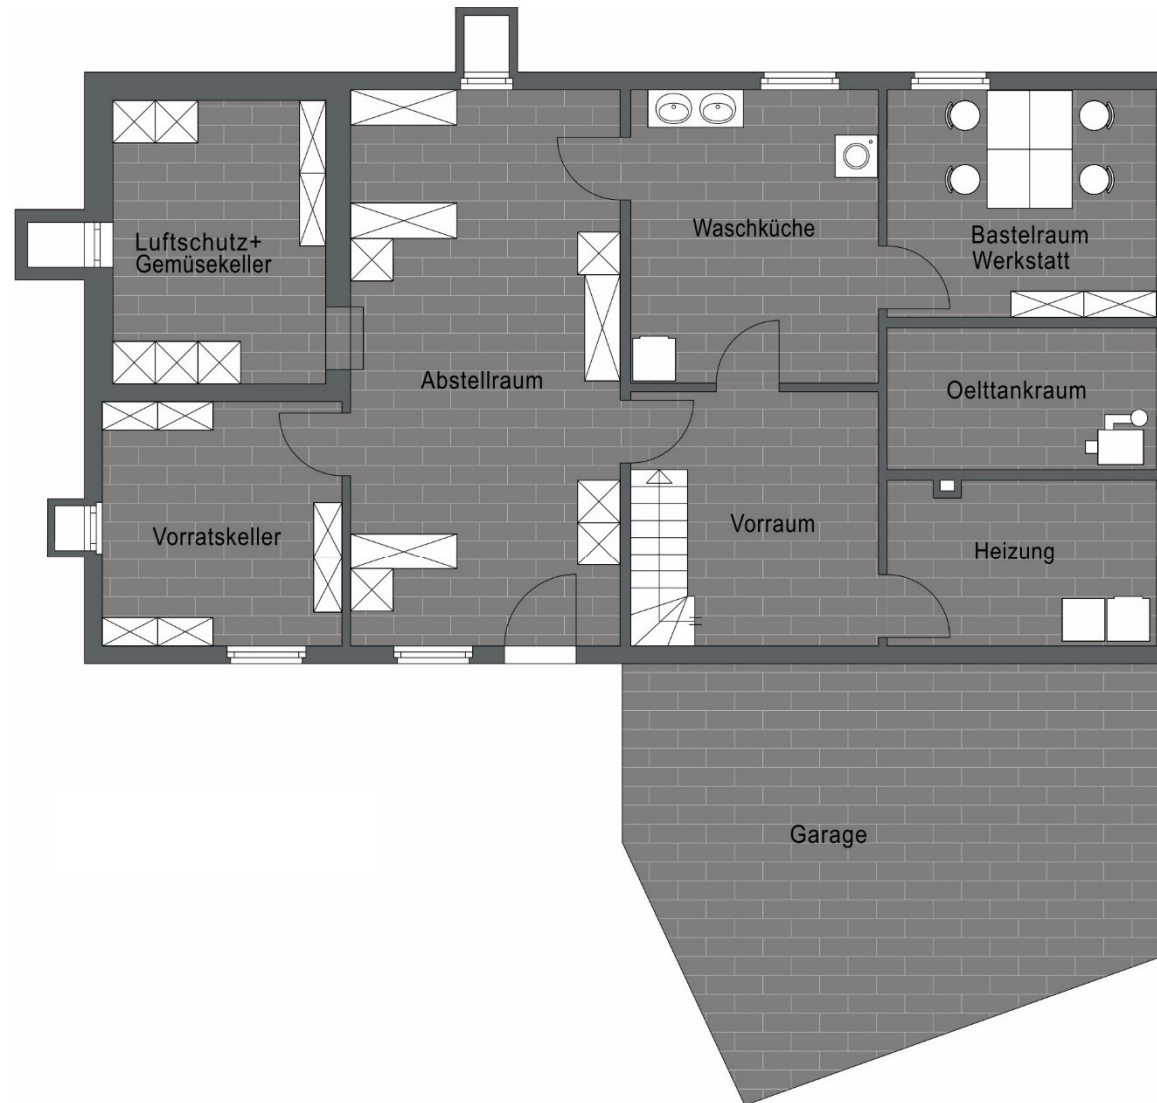 Waschküche
Luftschutz+
Gemüsekeller
Bastelraum
Werkstatt
Abstellraum
Oelttankraum
Vorratskeller
Vorraum
Heizung
Garage